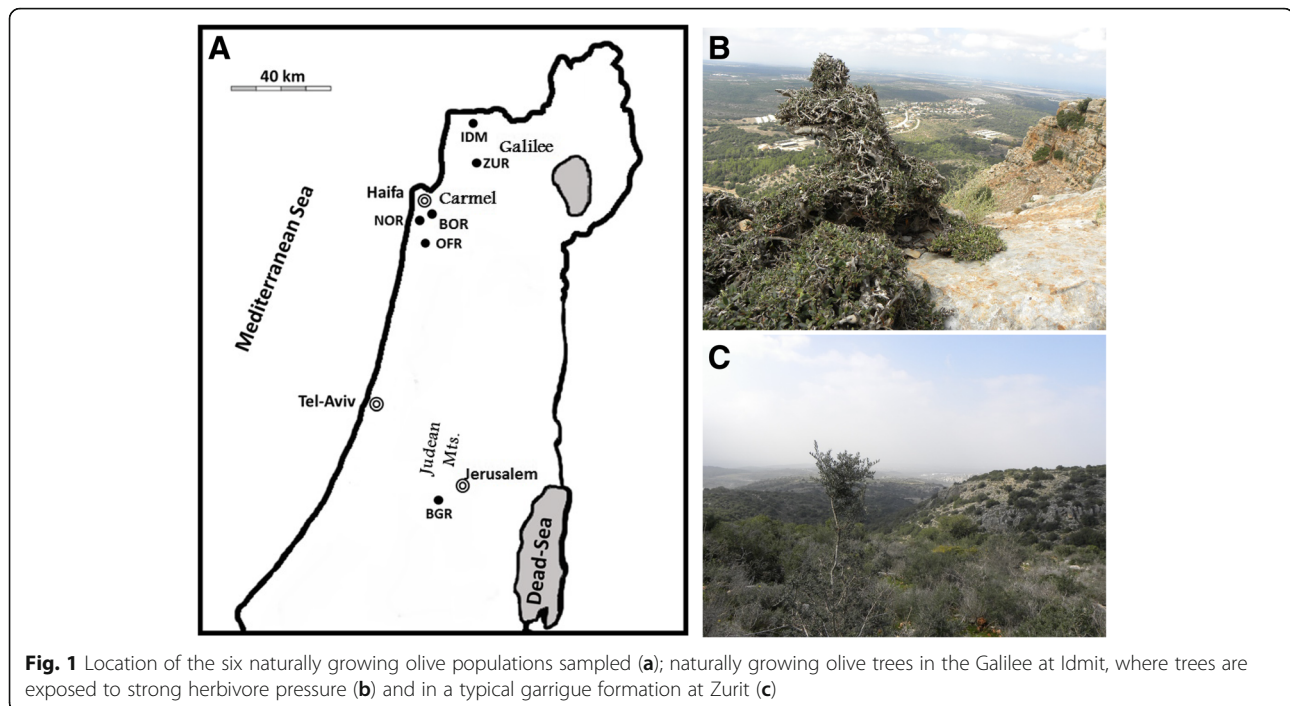 A
40 km
IDM
Galilee
ZUR
Haifa
Carmel
NOR
BOR
OFR
Mediterranean Sea
Tel-Aviv
Judean
Mts.
Jerusalem
BGR
Dead-Sea
B
C
Fig. 1 Location of the six naturally growing olive populations sampled (a); naturally growing olive trees in the Galilee at Idmit, where trees are
exposed to strong herbivore pressure (b) and in a typical garrigue formation at Zurit (c)